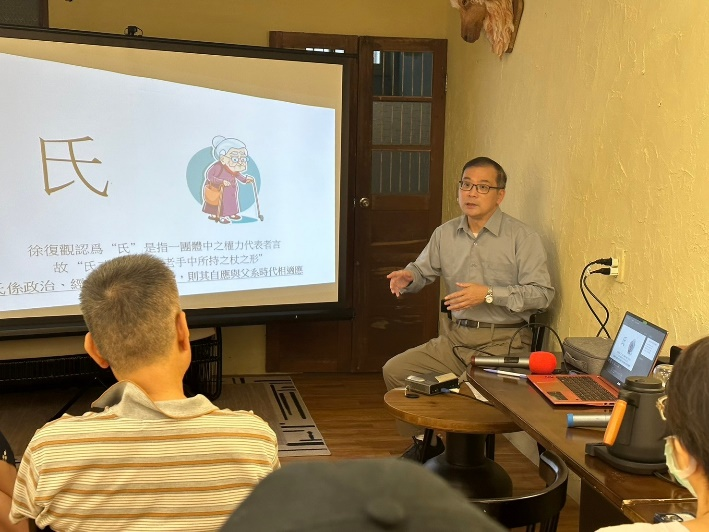 氏
徐復觀認爲“氏”是指一團體中之權力代表者言
故“氏 老手中所持之杖之形”
氏係政治、經 ，則其自應與父系時代相適應